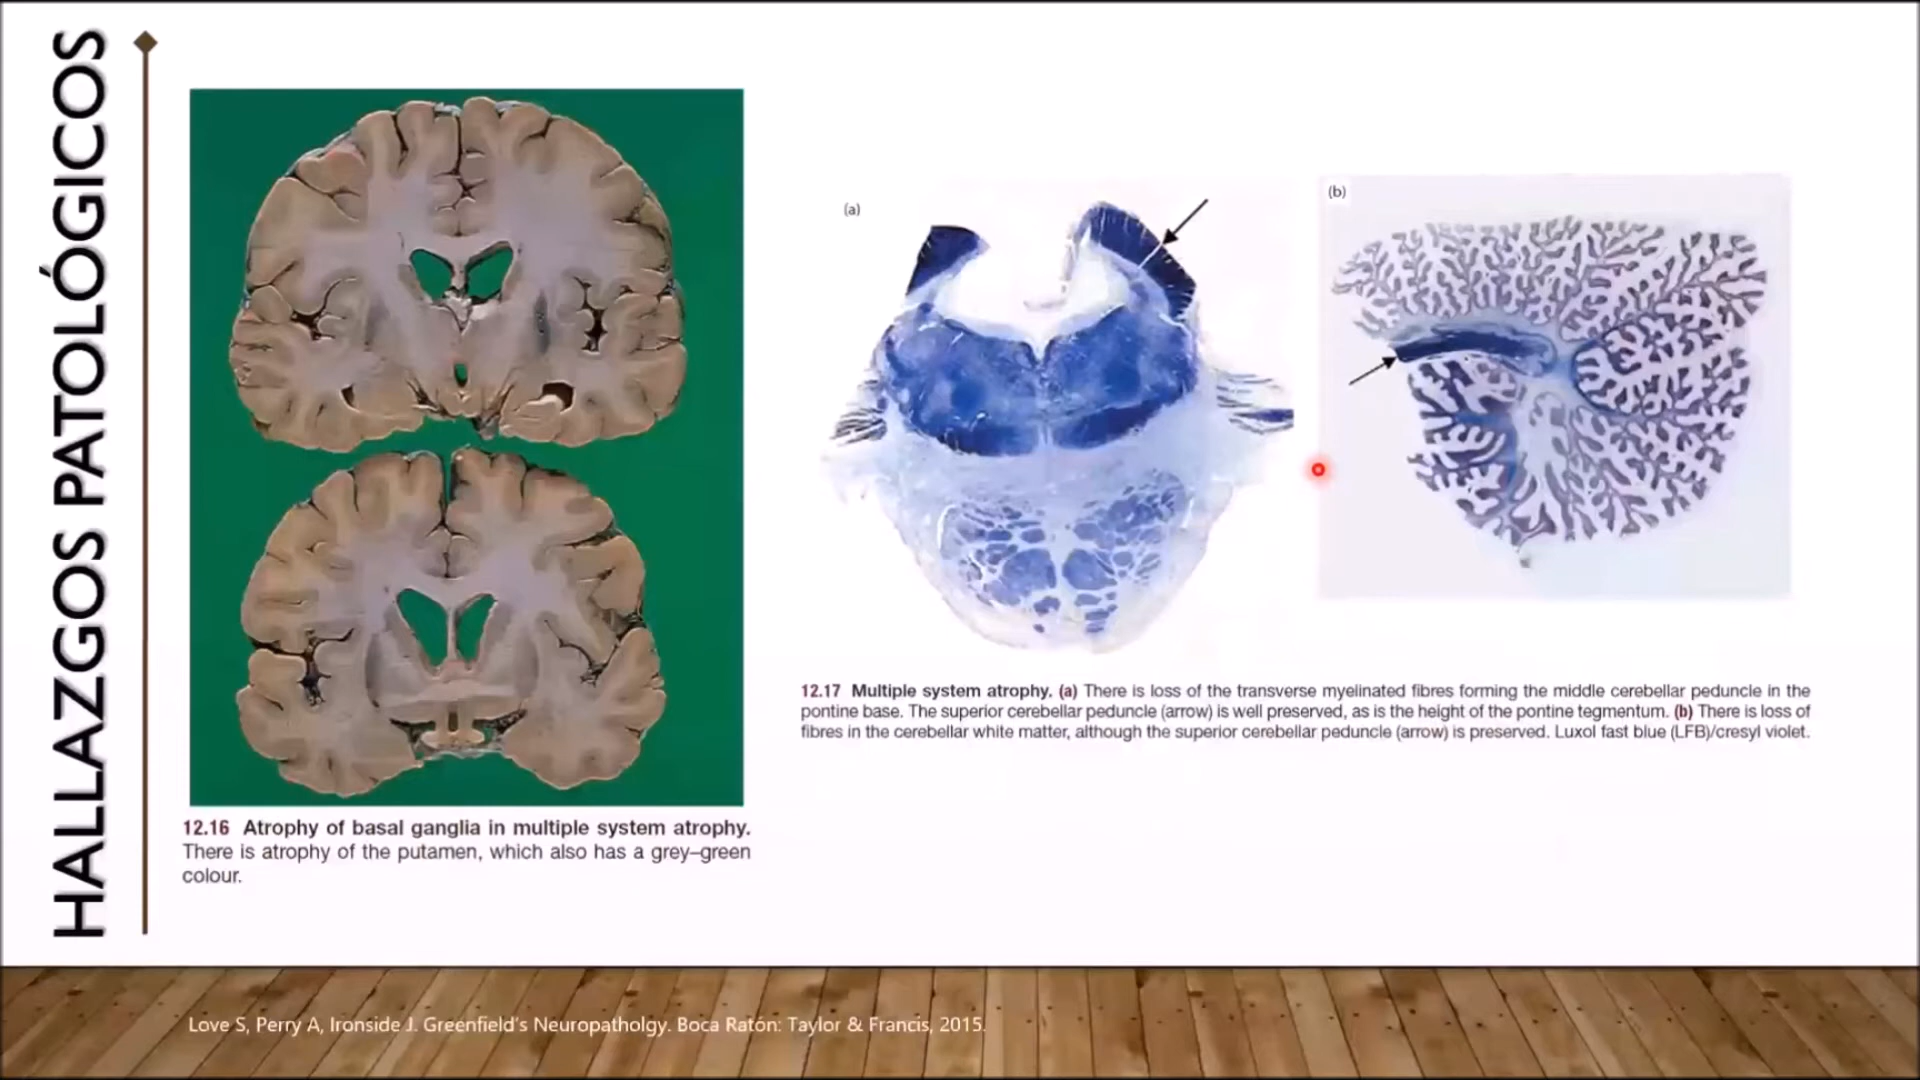 HALLAZGOS PATOLÓGICOS
12.16 Atrophy of basal ganglia in multiple system atrophy.
There is atrophy of the putamen, which also has a grey–green
colour.
(a)
(b)
12.17 Multiple system atrophy. (a) There is loss of the transverse myelinated fibres forming the middle cerebellar peduncle in the
pontine base. The superior cerebellar peduncle (arrow) is well preserved, as is the height of the pontine tegmentum. (b) There is loss of
fibres in the cerebellar white matter, although the superior cerebellar peduncle (arrow) is preserved. Luxol fast blue (LFB)/cresyl violet.
Love S, Perry A, Ironside J. Greenfield's Neuropatholgy. Boca Ratón: Taylor & Francis, 2015.